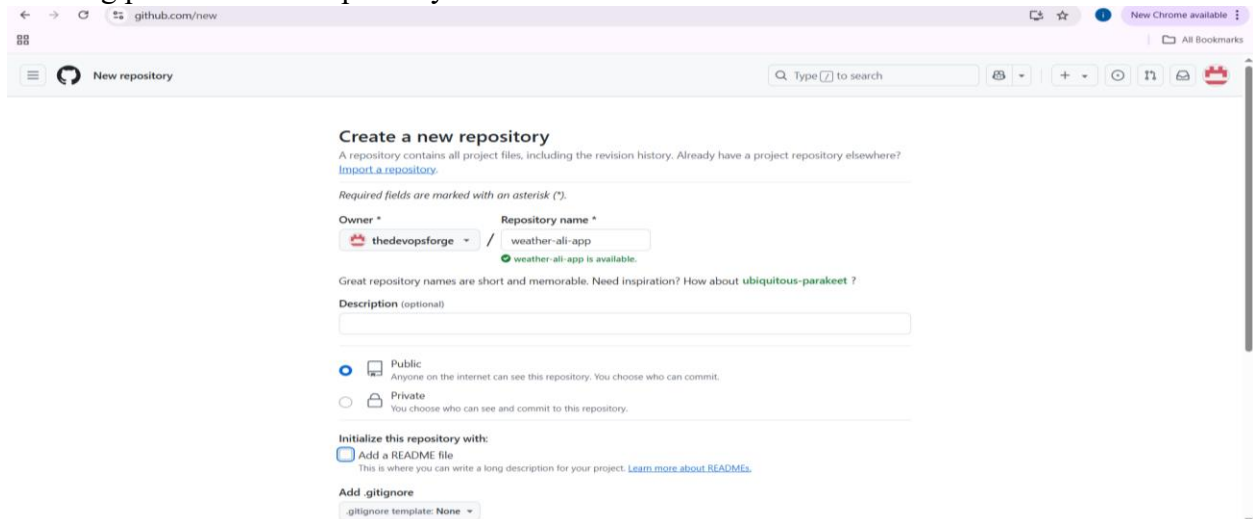 github.com/new
New Chrome available
All Bookmarks
New repository
Type / to search
Create a new repository
A repository contains all project files, including the revision history. Already have a project repository elsewhere?
Import a repository.
Required fields are marked with an asterisk (*).
Owner * Repository name *
thedevopsforge / weather-ali-app
weather-ali-app is available.
Great repository names are short and memorable. Need inspiration? How about ubiquitous-parakeet ?
Description (optional)
Public
Anyone on the internet can see this repository. You choose who can commit.
Private
You choose who can see and commit to this repository.
Initialize this repository with:
Add a README file
This is where you can write a long description for your project. Learn more about READMEs.
Add .gitignore
.gitignore template: None